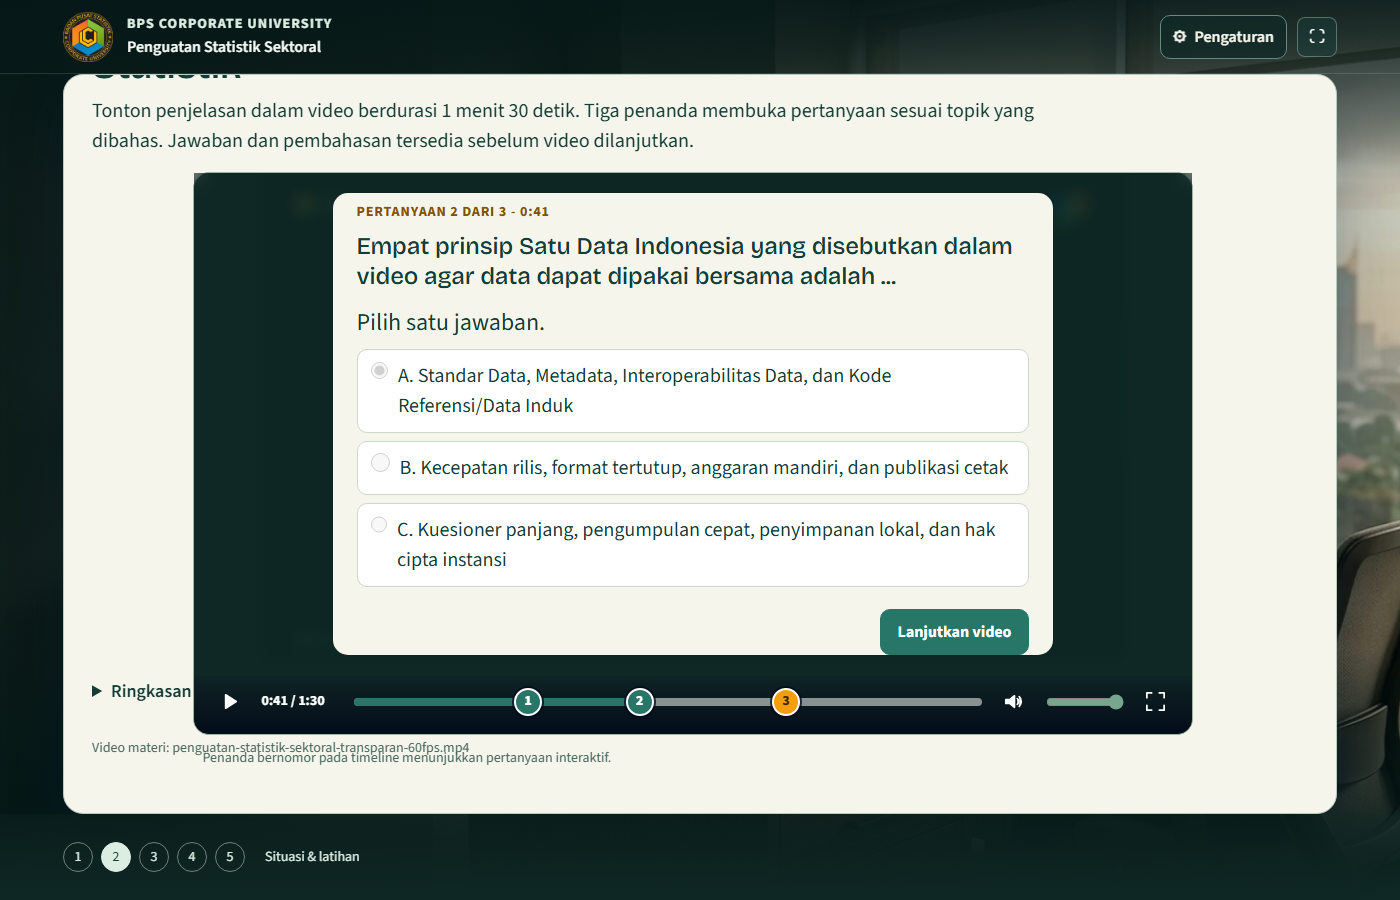 BPS CORPORATE UNIVERSITY
Penguatan Statistik Sektoral
Pengaturan
Statistik
Tonton penjelasan dalam video berdurasi 1 menit 30 detik. Tiga penanda membuka pertanyaan sesuai topik yang
dibahas. Jawaban dan pembahasan tersedia sebelum video dilanjutkan.
PERTANYAAN 2 DARI 3 - 0:41
Empat prinsip Satu Data Indonesia yang disebutkan dalam
video agar data dapat dipakai bersama adalah ...
Pilih satu jawaban.
A. Standar Data, Metadata, Interoperabilitas Data, dan Kode
Referensi/Data Induk
B. Kecepatan rilis, format tertutup, anggaran mandiri, dan publikasi cetak
C. Kuesioner panjang, pengumpulan cepat, penyimpanan lokal, dan hak
cipta instansi
Lanjutkan video
Ringkasan
0:41 / 1:30
1
2
3
Video materi: penguatan-statistik-sektoral-transparan-60fps.mp4
Penanda bernomor pada timeline menunjukkan pertanyaan interaktif.
1
2
3
4
5
Situasi & latihan